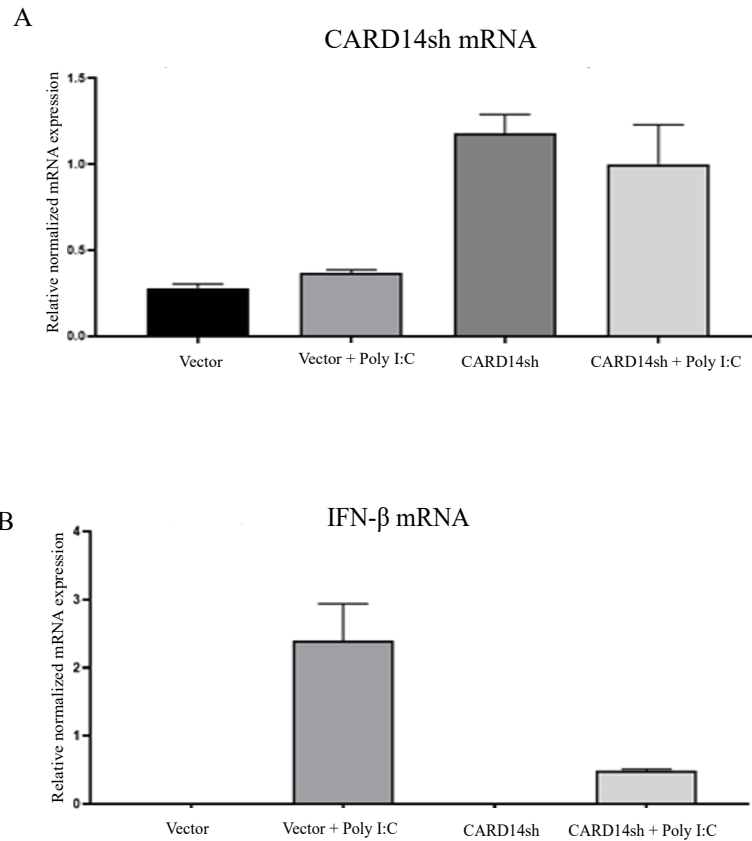 A
CARD14sh mRNA
Relative normalized mRNA expression
1.5
1.0
0.5
0.0
Vector
Vector + Poly I:C
CARD14sh
CARD14sh + Poly I:C
B
IFN-β mRNA
Relative normalized mRNA expression
4
3
2
1
0
Vector
Vector + Poly I:C
CARD14sh
CARD14sh + Poly I:C